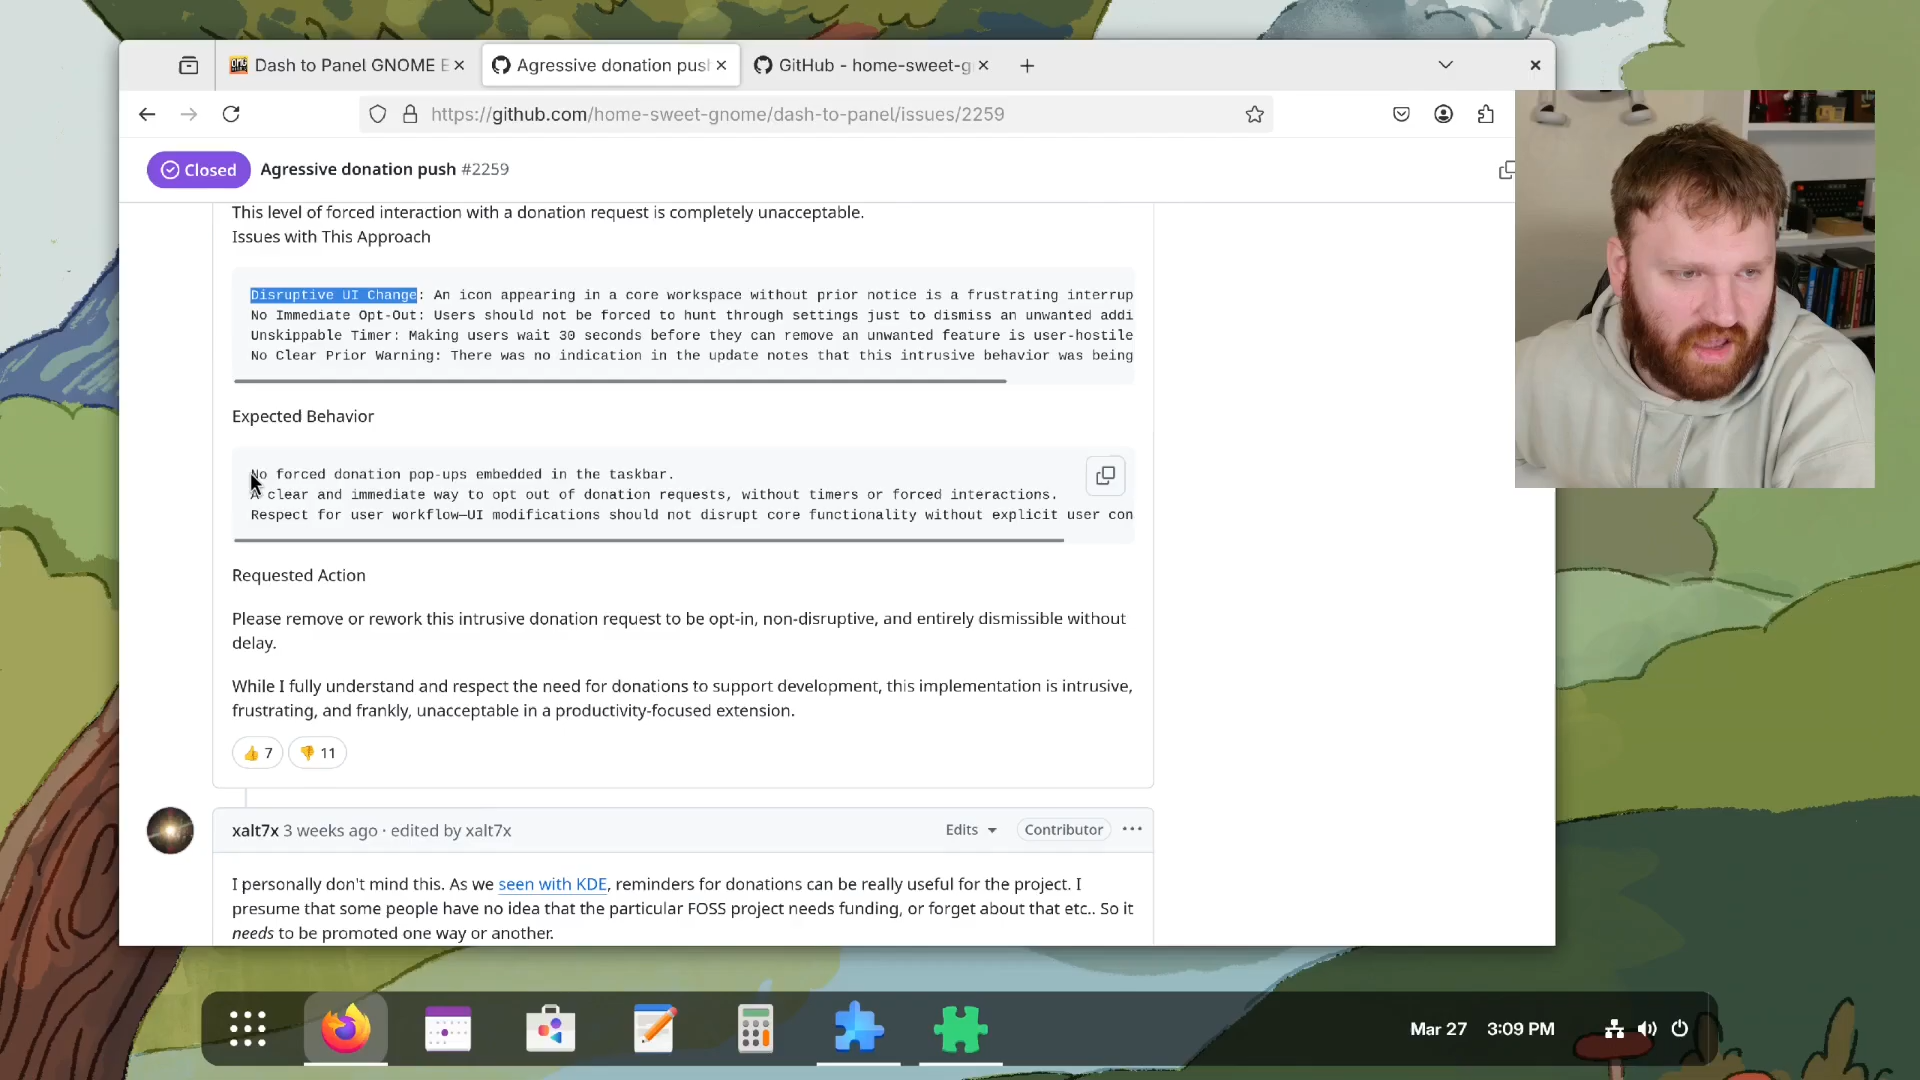 Dash to Panel GNOME E
Agressive donation pus
GitHub - home-sweet-g
https://github.com/home-sweet-gnome/dash-to-panel/issues/2259
Closed
Agressive donation push #2259
This level of forced interaction with a donation request is completely unacceptable.
Issues with This Approach
Disruptive UI Change: An icon appearing in a core workspace without prior notice is a frustrating interrup
No Immediate Opt-Out: Users should not be forced to hunt through settings just to dismiss an unwanted addi
Unskippable Timer: Making users wait 30 seconds before they can remove an unwanted feature is user-hostile
No Clear Prior Warning: There was no indication in the update notes that this intrusive behavior was being
Expected Behavior
No forced donation pop-ups embedded in the taskbar.
A clear and immediate way to opt out of donation requests, without timers or forced interactions.
Respect for user workflow—UI modifications should not disrupt core functionality without explicit user con
Requested Action
Please remove or rework this intrusive donation request to be opt-in, non-disruptive, and entirely dismissible without
delay.
While I fully understand and respect the need for donations to support development, this implementation is intrusive,
frustrating, and frankly, unacceptable in a productivity-focused extension.
👍 7 👎 11
xalt7x 3 weeks ago · edited by xalt7x
Edits
Contributor
I personally don't mind this. As we seen with KDE, reminders for donations can be really useful for the project. I
presume that some people have no idea that the particular FOSS project needs funding, or forget about that etc.. So it
needs to be promoted one way or another.
Mar 27 3:09 PM